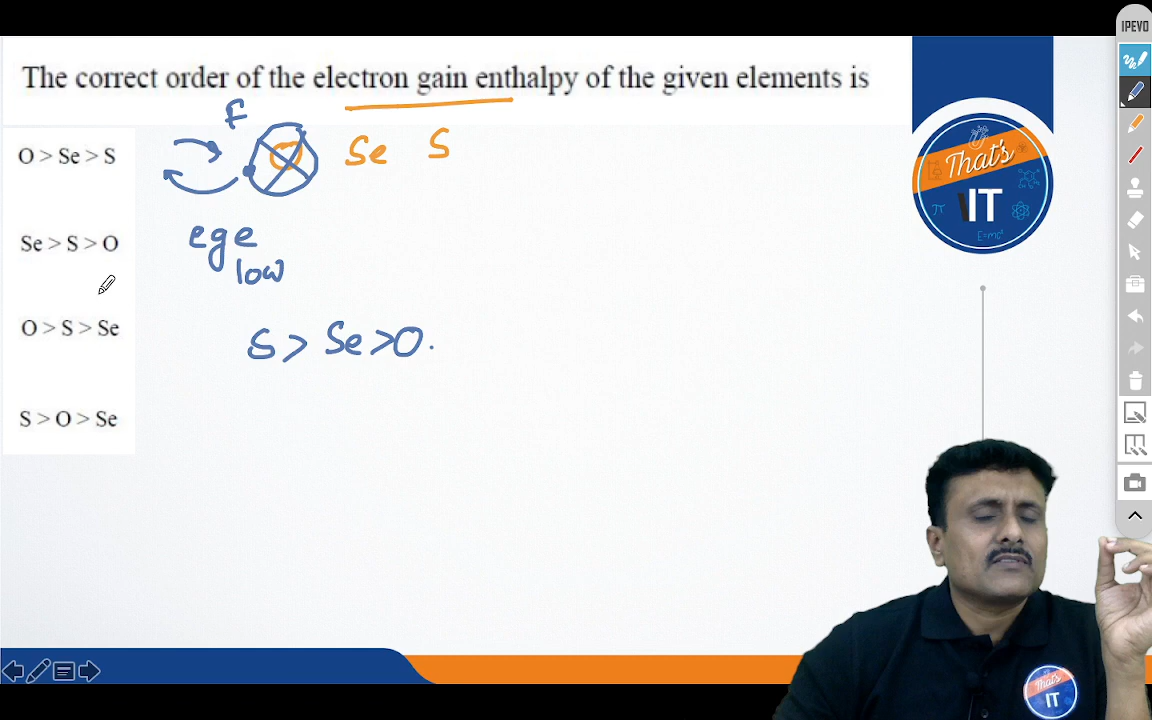 IPEVO
The correct order of the electron gain enthalpy of the given elements is
F
O > Se > S
Se S
That's
IT
π
E=mc²
ege
low
Se > S > O
O > S > Se
S > Se > O.
S > O > Se
That's
IT